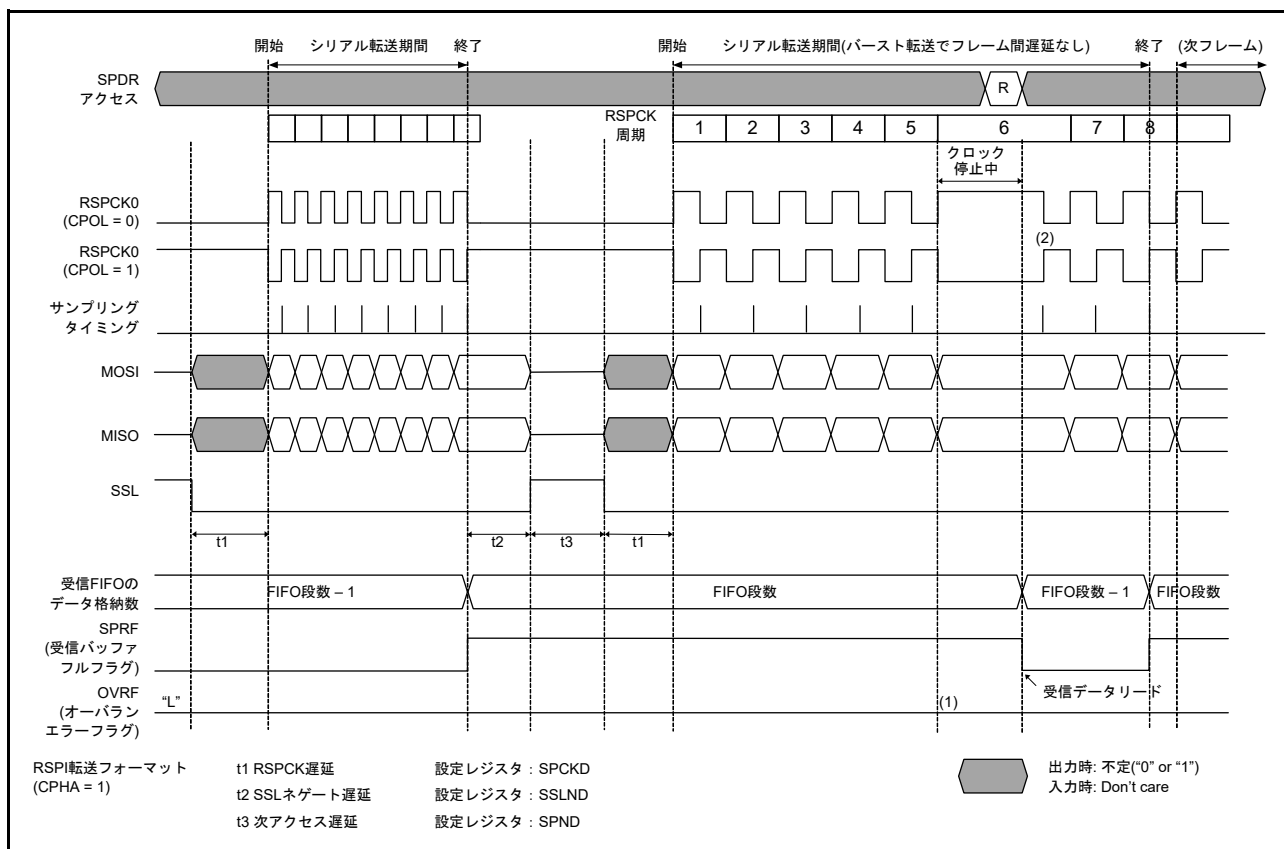 開始 シリアル転送期間 終了 開始 シリアル転送期間(バースト転送でフレーム間遅延なし) 終了 (次フレーム)
SPDR
アクセス
R
RSPCK
周期
1 2 3 4 5 6 7 8
クロック
停止中
RSPCK0
(CPOL = 0)
(2)
RSPCK0
(CPOL = 1)
サンプリング
タイミング
MOSI
MISO
SSL
t1 t2 t3 t1
受信FIFOの
データ格納数
FIFO段数 – 1 FIFO段数 FIFO段数 – 1 FIFO段数
SPRF
(受信バッファ
フルフラグ)
受信データリード
OVRF
(オーバラン
エラーフラグ)
“L” (1)
RSPI転送フォーマット
(CPHA = 1)
t1 RSPCK遅延 設定レジスタ : SPCKD
t2 SSLネゲート遅延 設定レジスタ : SSLND
t3 次アクセス遅延 設定レジスタ : SPND
出力時: 不定(“0” or “1”)
入力時: Don’t care